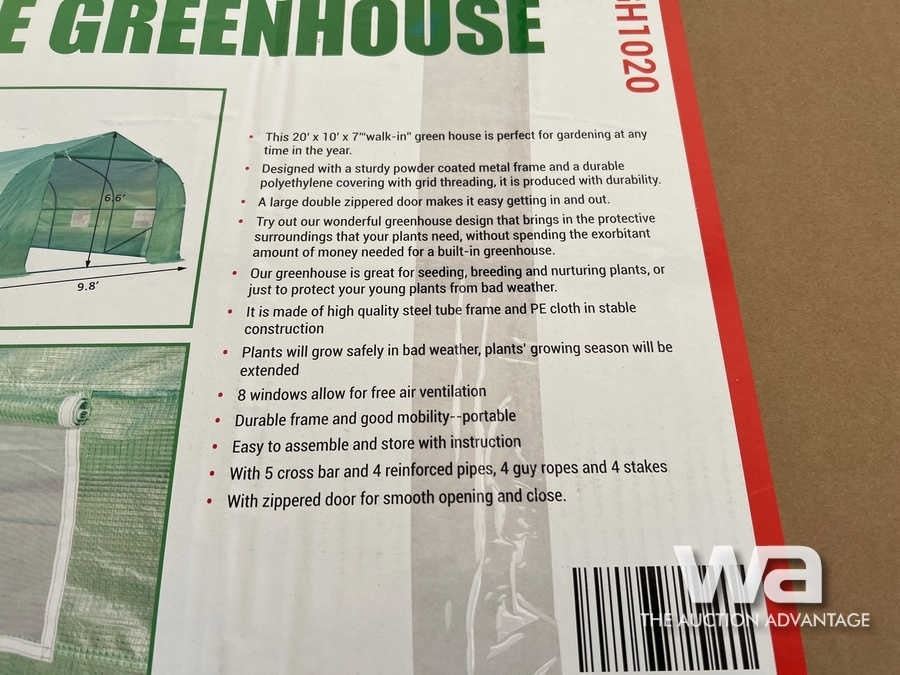 E GREENHOUSE
GH1020
6.6'
9.8'
• This 20' x 10' x 7'"walk-in" green house is perfect for gardening at any
time in the year.
• Designed with a sturdy powder coated metal frame and a durable
polyethylene covering with grid threading, it is produced with durability.
• A large double zippered door makes it easy getting in and out.
• Try out our wonderful greenhouse design that brings in the protective
surroundings that your plants need, without spending the exorbitant
amount of money needed for a built-in greenhouse.
• Our greenhouse is great for seeding, breeding and nurturing plants, or
just to protect your young plants from bad weather.
• It is made of high quality steel tube frame and PE cloth in stable
construction
• Plants will grow safely in bad weather, plants' growing season will be
extended
• 8 windows allow for free air ventilation
• Durable frame and good mobility--portable
• Easy to assemble and store with instruction
• With 5 cross bar and 4 reinforced pipes, 4 guy ropes and 4 stakes
• With zippered door for smooth opening and close.
wa
THE AUCTION ADVANTAGE